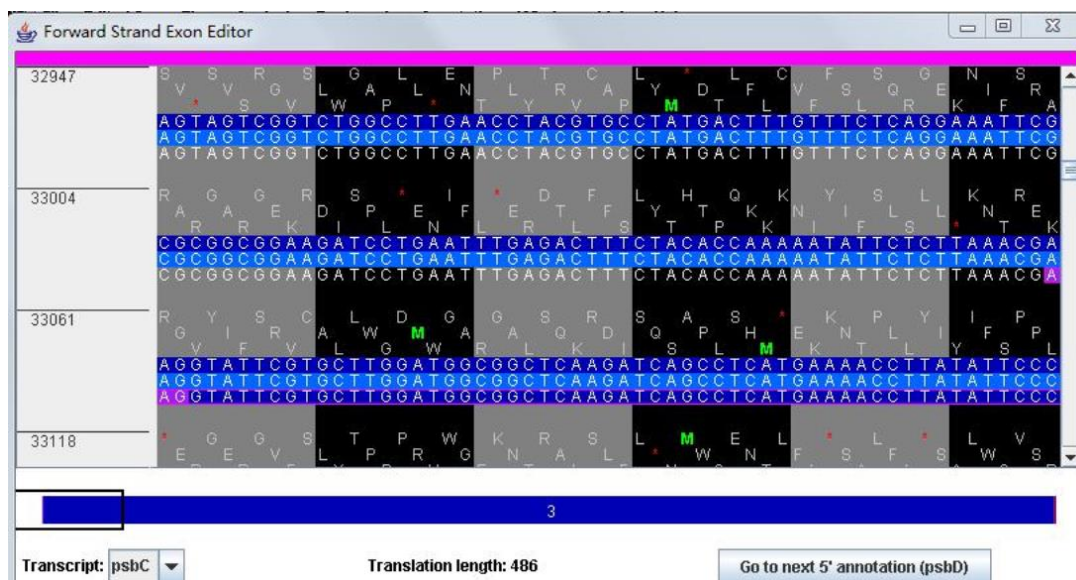 Forward Strand Exon Editor
32947
S S R S G L E P T C L * L C F S G N S
V V G L A L N L R A Y D F V S Q E I R
* S V W P * T Y V P M T L F L R K F A
AGTAGTCGGTCTGGCCTTGAACCTACGTGCCTATGACTTTGTTTCTCAGGAAATTCG
AGTAGTCGGTCTGGCCTTGAACCTACGTGCCTATGACTTTGTTTCTCAGGAAATTCG
AGTAGTCGGTCTGGCCTTGAACCTACGTGCCTATGACTTTGTTTCTCAGGAAATTCG
33004
R G G R S * I * D F L H Q K Y S L K R
A A E D P E F E T F Y T K N I L L N E
R R K I L N L R L S T P K I F S * T K
CGCGGCGGAAGATCCTGAATTTGAGACTTTCTACACCAAAAATATTCTCTTAAACGA
CGCGGCGGAAGATCCTGAATTTGAGACTTTCTACACCAAAAATATTCTCTTAAACGA
CGCGGCGGAAGATCCTGAATTTGAGACTTTCTACACCAAAAATATTCTCTTAAACGA
33061
R Y S C L D G G S R S A S * K P Y I P
G I R A W M A A Q D Q P H E N L I F P
V F V L G W R L K I S L M K T L Y S L
AGGTATTCGTGCTTGGATGGCGGCTCAAGATCAGCCTCATGAAAACCTTATATTCCC
AGGTATTCGTGCTTGGATGGCGGCTCAAGATCAGCCTCATGAAAACCTTATATTCCC
AGGTATTCGTGCTTGGATGGCGGCTCAAGATCAGCCTCATGAAAACCTTATATTCCC
33118
* G G S T P W K R S L M E L * L * L V
E E V L P R G N A L * W N F S F S W S
3
Transcript: psbC
Translation length: 486
Go to next 5' annotation (psbD)